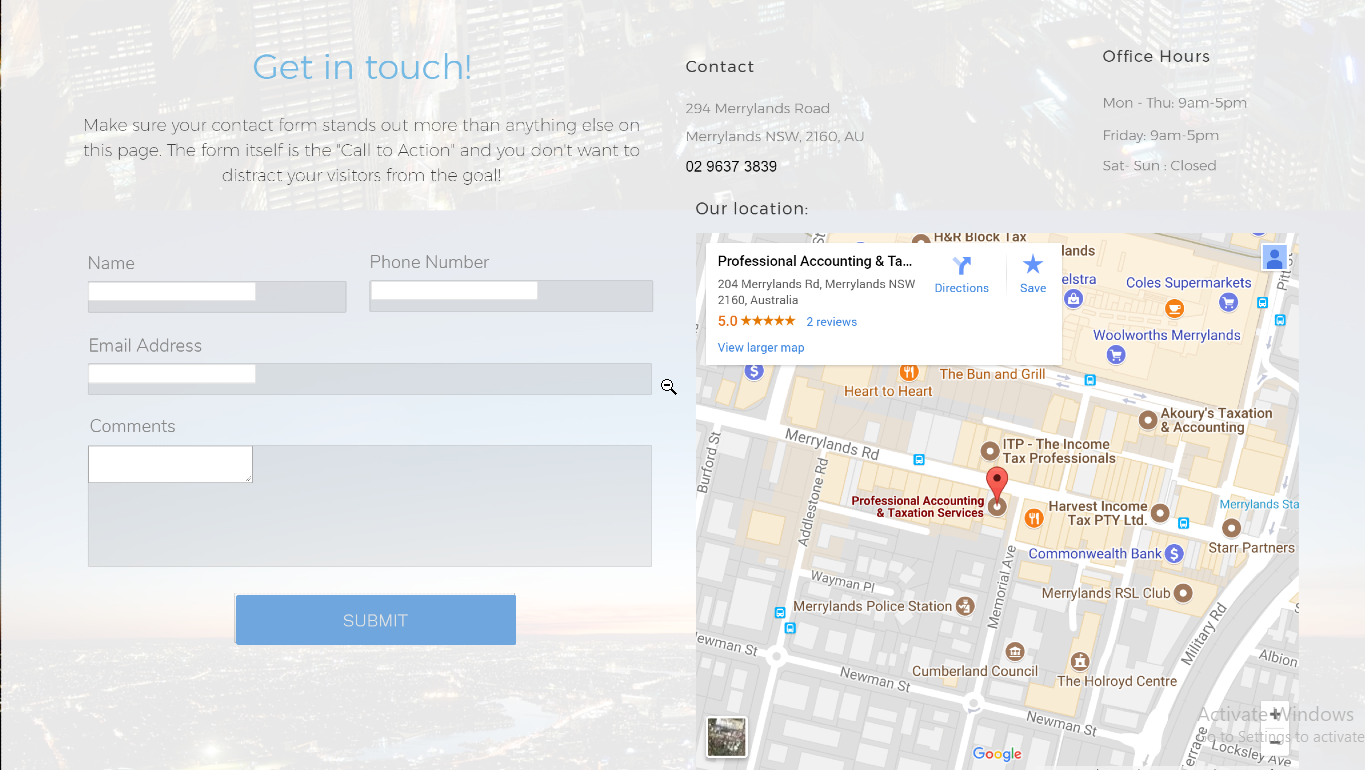 Get in touch!
Make sure your contact form stands out more than anything else on
this page. The form itself is the "Call to Action" and you don't want to
distract your visitors from the goal!
Name
Phone Number
Email Address
Comments
SUBMIT
Contact
294 Merrylands Road
Merrylands NSW, 2160, AU
02 9637 3839
Office Hours
Mon - Thu: 9am-5pm
Friday: 9am-5pm
Sat- Sun : Closed
Our location:
Professional Accounting & Ta...
204 Merrylands Rd, Merrylands NSW
2160, Australia
5.0
2 reviews
View larger map
Directions
Save
H&R Block Tax
lands
elstra
Coles Supermarkets
Pitt
Woolworths Merrylands
St
The Bun and Grill
Heart to Heart
Akoury's Taxation
& Accounting
Merrylands Rd
ITP - The Income
Tax Professionals
Burford St
Addlestone Rd
Professional Accounting
& Taxation Services
Harvest Income
Tax PTY Ltd.
Merrylands Sta
Starr Partners
Commonwealth Bank
Memorial Ave
Wayman Pl
Merrylands RSL Club
Merrylands Police Station
Military Rd
ewman St
Cumberland Council
The Holroyd Centre
Albion
Newman St
Newman St
Terrace
Locksley Ave
Google
+
−
Activate Windows
Go to Settings to activate